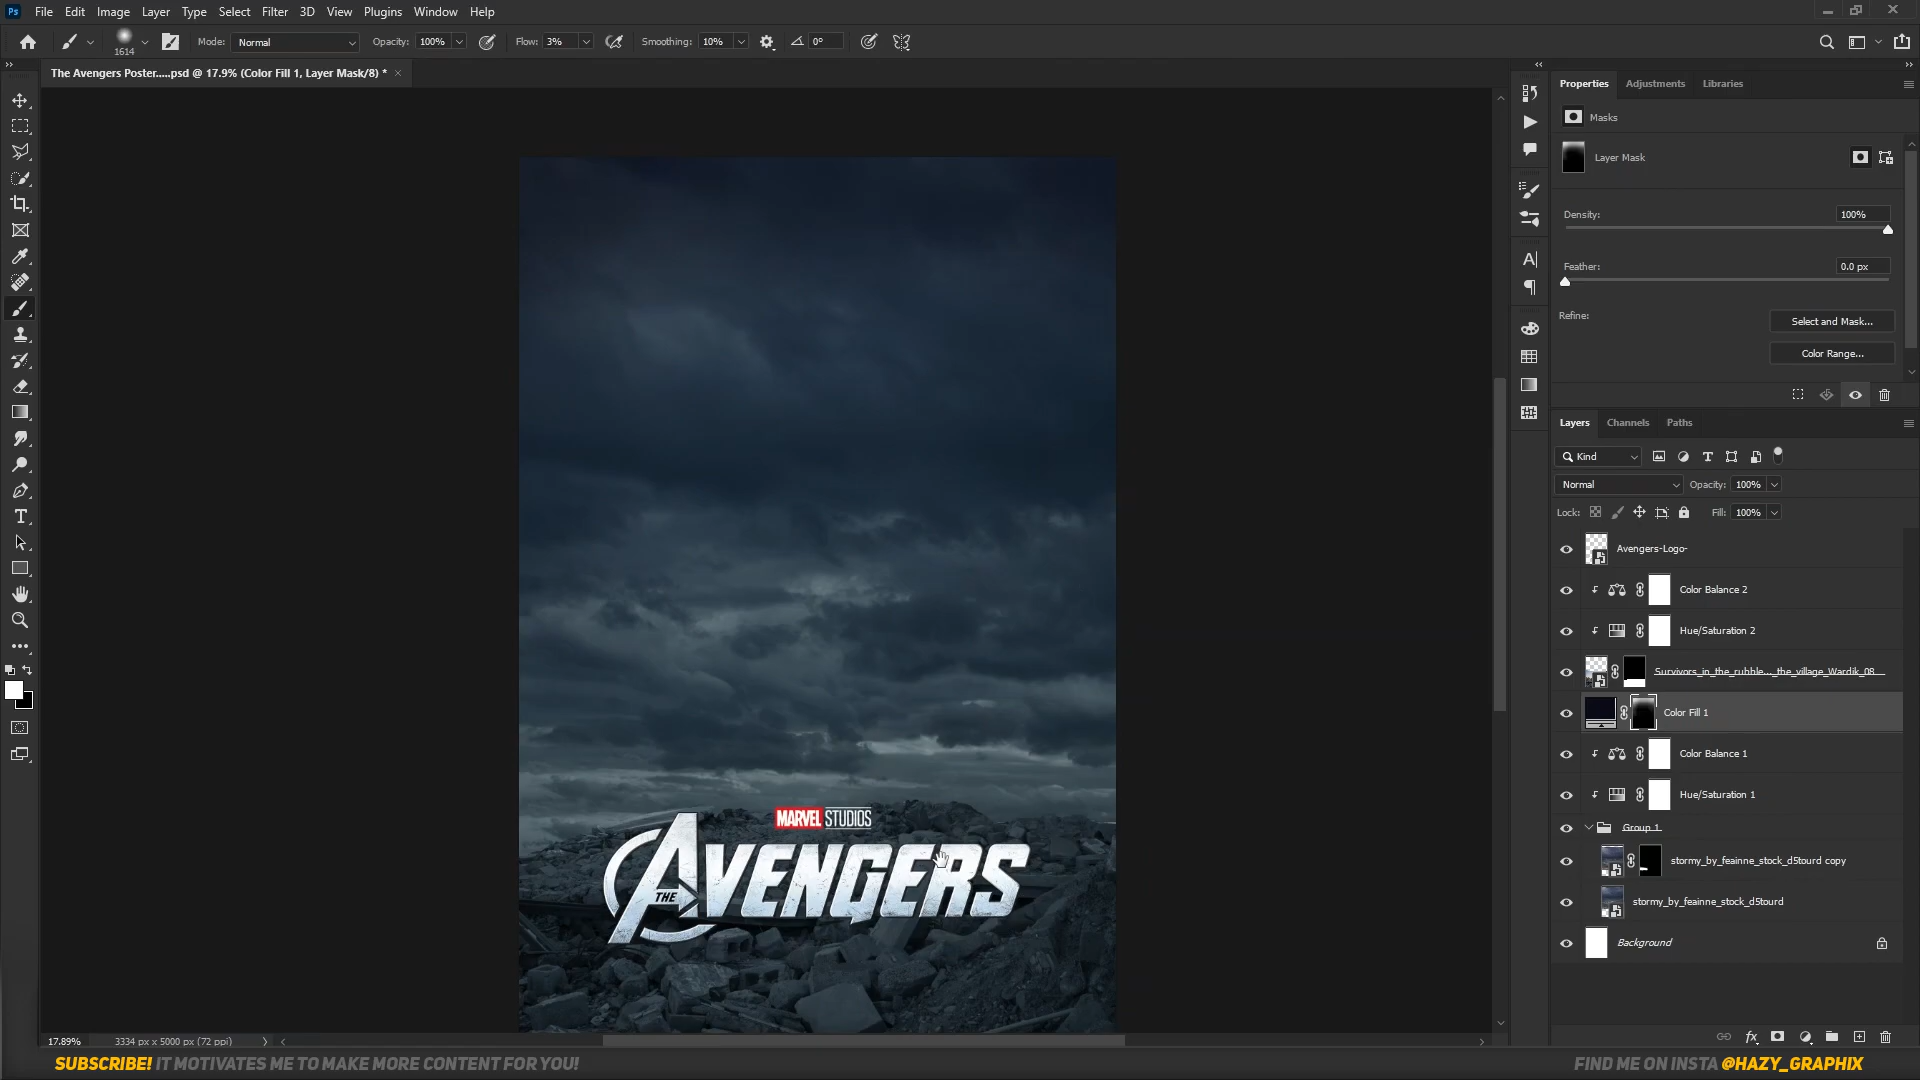 Ps File Edit Image Layer Type Select Filter 3D View Plugins Window Help
1614 Mode: Normal Opacity: 100% Flow: 3% Smoothing: 10% 0°
The Avengers Poster.....psd @ 17.9% (Color Fill 1, Layer Mask/8) *
Properties Adjustments Libraries
Masks
Layer Mask
Density: 100%
Feather: 0.0 px
Refine:
Select and Mask...
Color Range...
Layers Channels Paths
Kind
Normal Opacity: 100%
Lock: Fill: 100%
Avengers-Logo-
Color Balance 2
Hue/Saturation 2
Survivors_in_the_rubble..._the_village_Wardik_08
Color Fill 1
Color Balance 1
Hue/Saturation 1
Group 1
stormy_by_feainne_stock_d5tourd copy
stormy_by_feainne_stock_d5tourd
Background
MARVEL STUDIOS
THE AVENGERS
17.89% 3334 px x 5000 px (72 ppi)
SUBSCRIBE! IT MOTIVATES ME TO MAKE MORE CONTENT FOR YOU!
FIND ME ON INSTA @HAZY_GRAPHIX